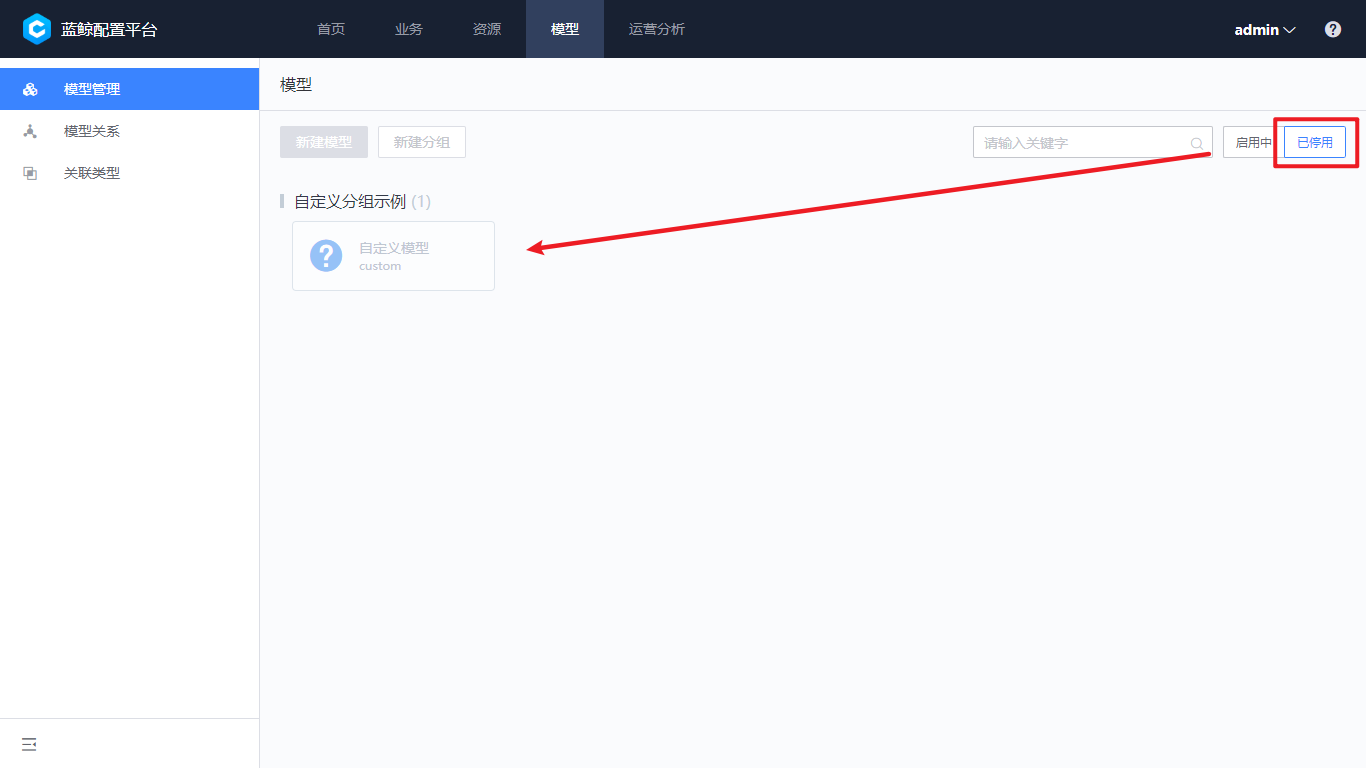 蓝鲸配置平台
首页 业务 资源 模型 运营分析
admin
模型管理
模型关系
关联类型
模型
新建模型 新建分组
请输入关键字
启用中 已停用
自定义分组示例 (1)
自定义模型
custom